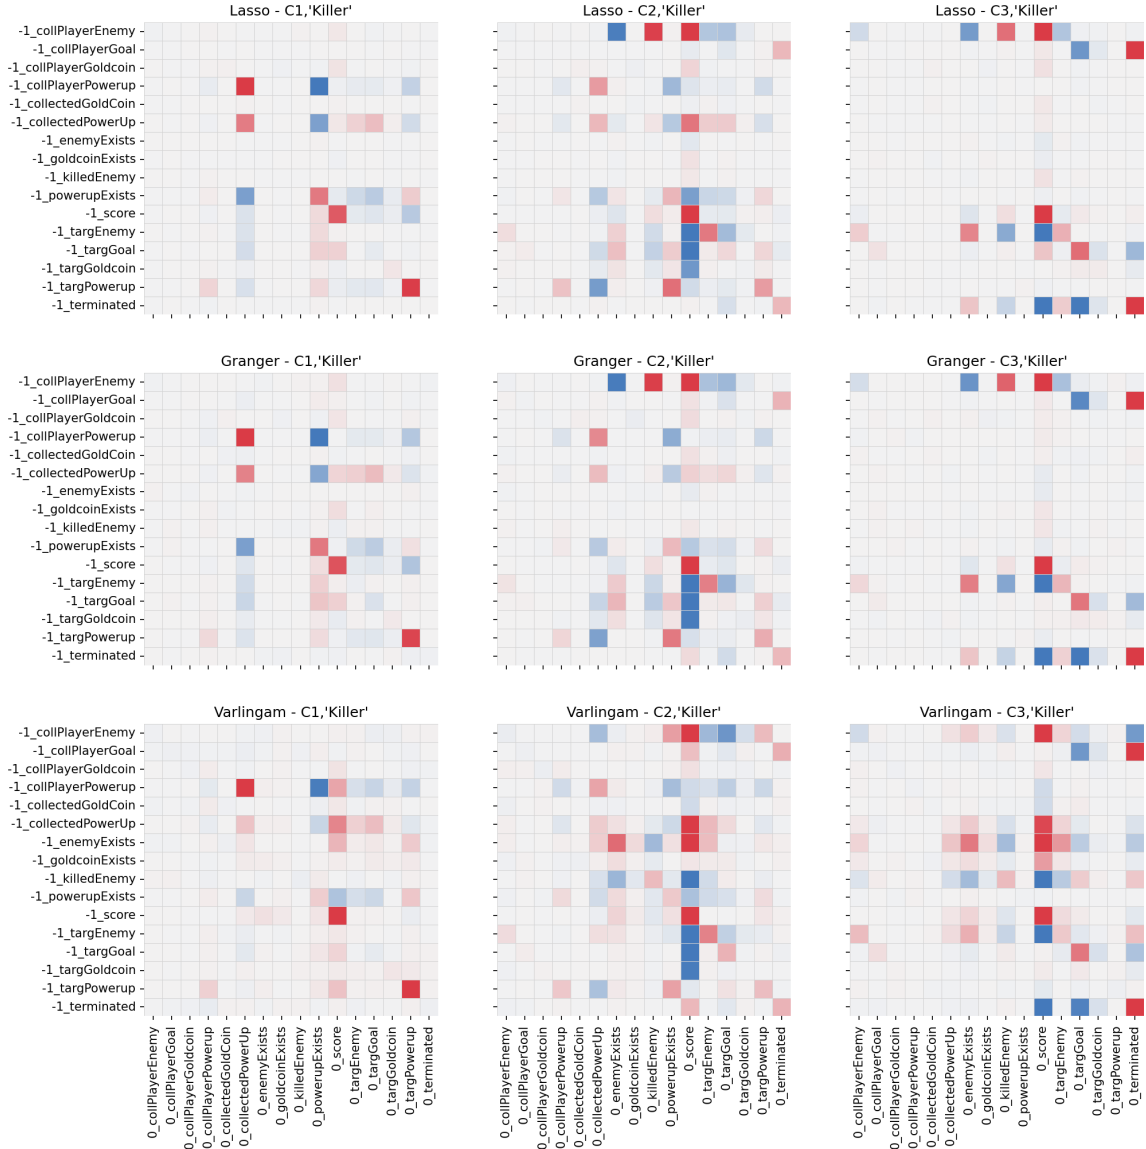 Lasso - C1,'Killer'
Lasso - C2,'Killer'
Lasso - C3,'Killer'
-1_collPlayerEnemy
-1_collPlayerGoal
-1_collPlayerGoldcoin
-1_collPlayerPowerup
-1_collectedGoldCoin
-1_collectedPowerUp
-1_enemyExists
-1_goldcoinExists
-1_killedEnemy
-1_powerupExists
-1_score
-1_targEnemy
-1_targGoal
-1_targGoldcoin
-1_targPowerup
-1_terminated
Granger - C1,'Killer'
Granger - C2,'Killer'
Granger - C3,'Killer'
-1_collPlayerEnemy
-1_collPlayerGoal
-1_collPlayerGoldcoin
-1_collPlayerPowerup
-1_collectedGoldCoin
-1_collectedPowerUp
-1_enemyExists
-1_goldcoinExists
-1_killedEnemy
-1_powerupExists
-1_score
-1_targEnemy
-1_targGoal
-1_targGoldcoin
-1_targPowerup
-1_terminated
Varlingam - C1,'Killer'
Varlingam - C2,'Killer'
Varlingam - C3,'Killer'
-1_collPlayerEnemy
-1_collPlayerGoal
-1_collPlayerGoldcoin
-1_collPlayerPowerup
-1_collectedGoldCoin
-1_collectedPowerUp
-1_enemyExists
-1_goldcoinExists
-1_killedEnemy
-1_powerupExists
-1_score
-1_targEnemy
-1_targGoal
-1_targGoldcoin
-1_targPowerup
-1_terminated
0_collPlayerEnemy
0_collPlayerGoal
0_collPlayerGoldcoin
0_collPlayerPowerup
0_collectedGoldCoin
0_collectedPowerUp
0_enemyExists
0_goldcoinExists
0_killedEnemy
0_powerupExists
0_score
0_targEnemy
0_targGoal
0_targGoldcoin
0_targPowerup
0_terminated
0_collPlayerEnemy
0_collPlayerGoal
0_collPlayerGoldcoin
0_collPlayerPowerup
0_collectedGoldCoin
0_collectedPowerUp
0_enemyExists
0_goldcoinExists
0_killedEnemy
0_powerupExists
0_score
0_targEnemy
0_targGoal
0_targGoldcoin
0_targPowerup
0_terminated
0_collPlayerEnemy
0_collPlayerGoal
0_collPlayerGoldcoin
0_collPlayerPowerup
0_collectedGoldCoin
0_collectedPowerUp
0_enemyExists
0_goldcoinExists
0_killedEnemy
0_powerupExists
0_score
0_targEnemy
0_targGoal
0_targGoldcoin
0_targPowerup
0_terminated